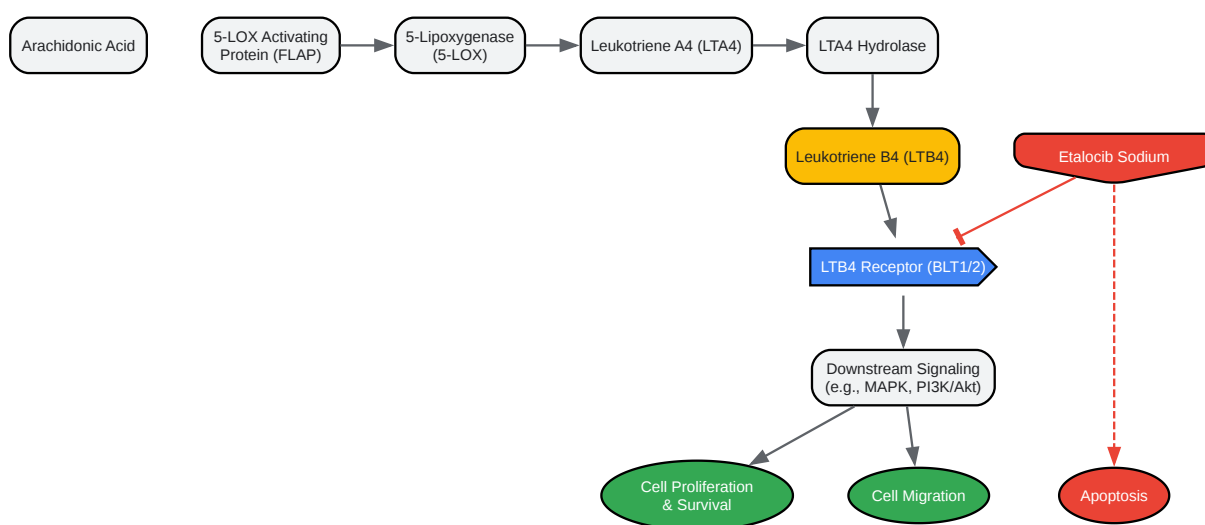 Arachidonic Acid
5-LOX Activating
Protein (FLAP)
5-Lipoxygenase
(5-LOX)
Leukotriene A4 (LTA4)
LTA4 Hydrolase
Leukotriene B4 (LTB4)
Etalocib Sodium
LTB4 Receptor (BLT1/2)
Downstream Signaling
(e.g., MAPK, PI3K/Akt)
Cell Proliferation
& Survival
Cell Migration
Apoptosis